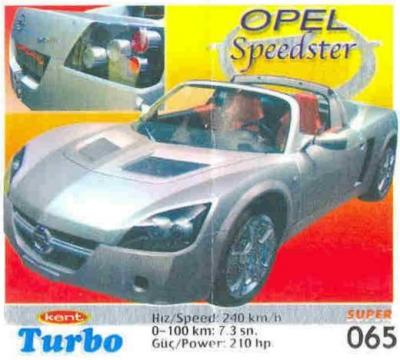 OPEL
Speedster
kent
Turbo
Hız/Speed: 240 km/h
0-100 km: 7.3 sn.
Güç/Power: 210 hp
SUPER
065